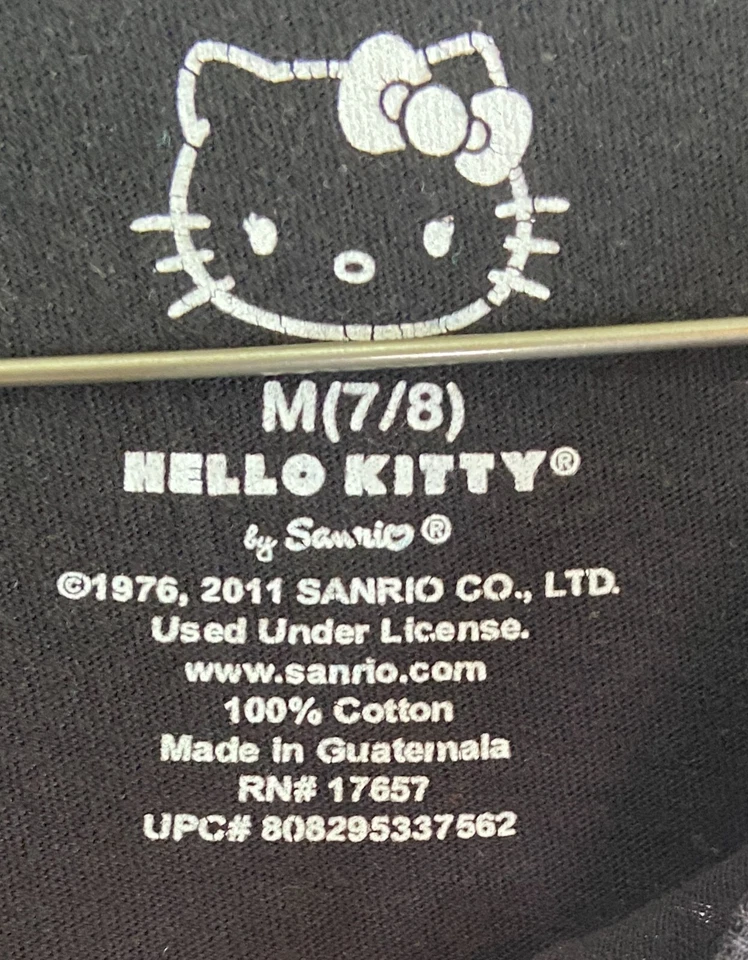 M(7/8)
HELLO KITTY®
by Sanrio®
©1976, 2011 SANRIO CO., LTD.
Used Under License.
www.sanrio.com
100% Cotton
Made in Guatemala
RN# 17657
UPC# 808295337562